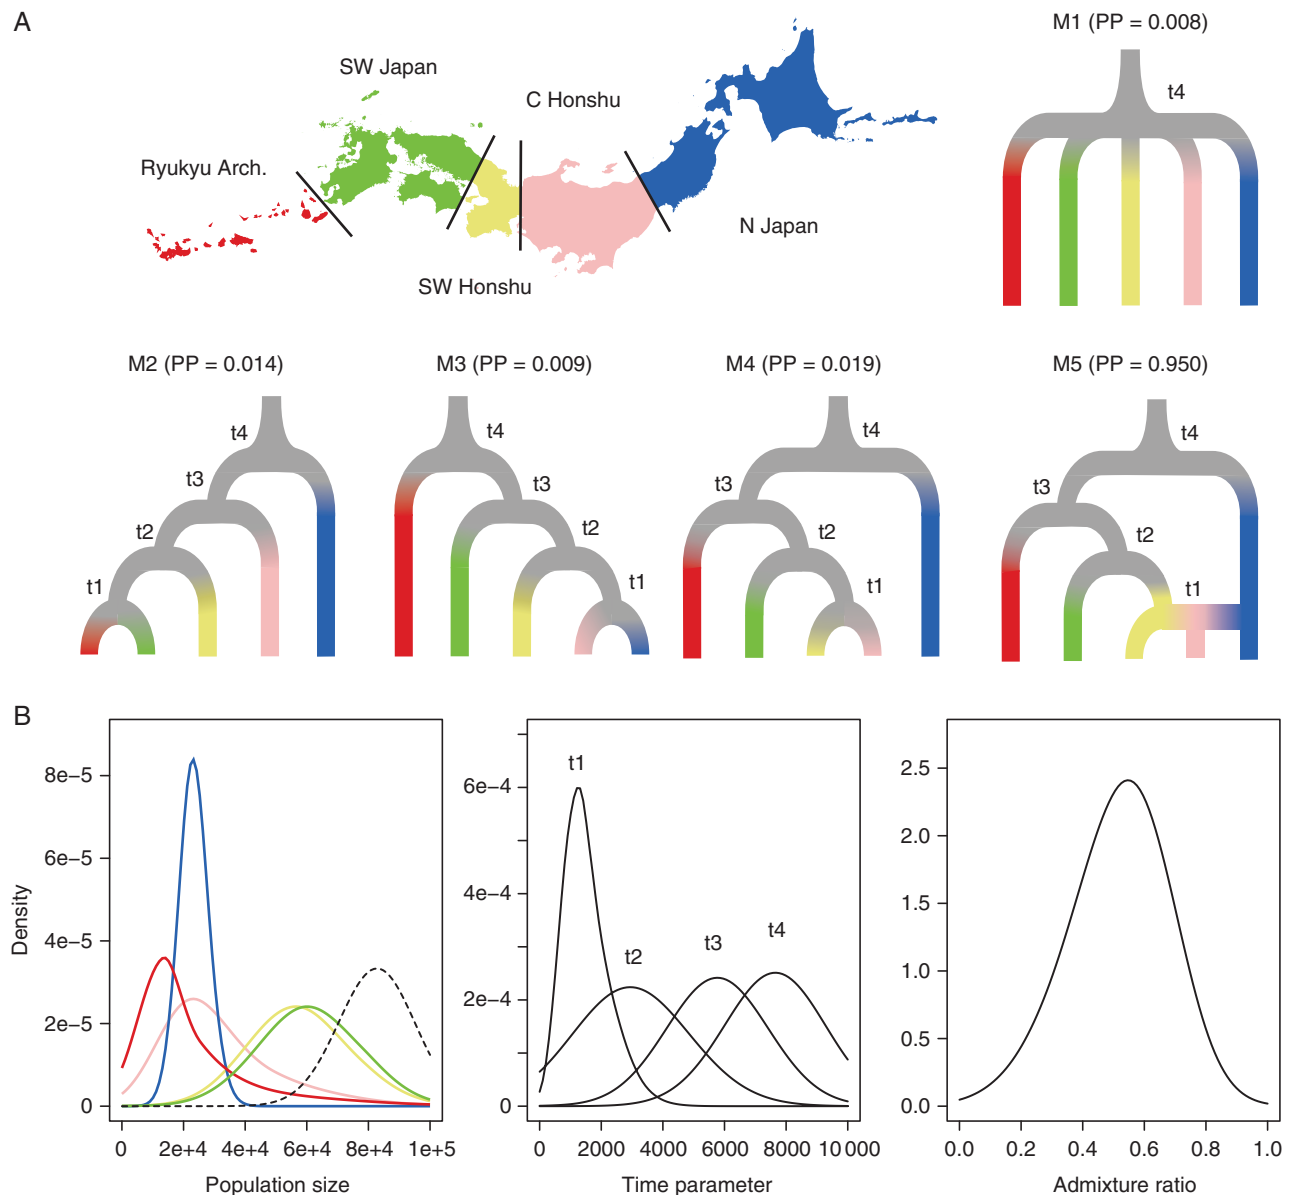 A
SW Japan
C Honshu
Ryukyu Arch.
N Japan
SW Honshu
M1 (PP = 0.008)
t4
M2 (PP = 0.014)
t4
t3
t2
t1
M3 (PP = 0.009)
t4
t3
t2
t1
M4 (PP = 0.019)
t4
t3
t2
t1
M5 (PP = 0.950)
t4
t3
t2
t1
B
Density
8e−5
6e−5
4e−5
2e−5
0
0
2e+4
4e+4
6e+4
8e+4
1e+5
Population size
6e−4
4e−4
2e−4
0
t1
t2
t3
t4
0
2000
4000
6000
8000
10 000
Time parameter
2.5
2.0
1.5
1.0
0.5
0.0
0.0
0.2
0.4
0.6
0.8
1.0
Admixture ratio